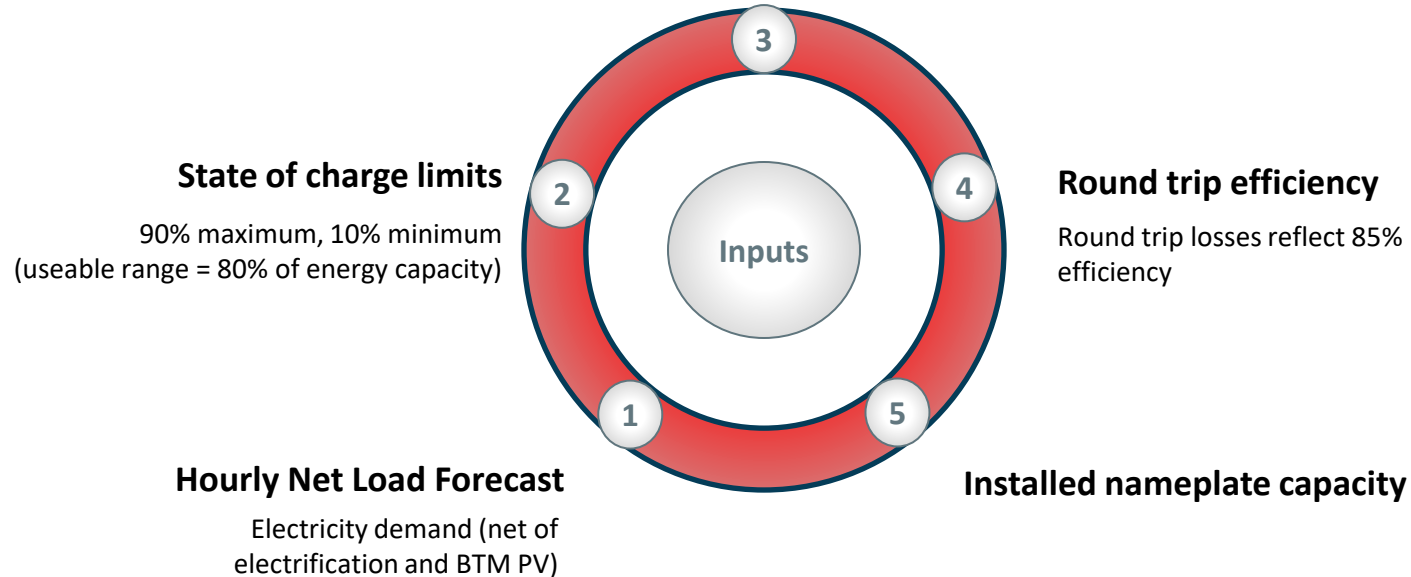 3
State of charge limits
90% maximum, 10% minimum
(useable range = 80% of energy capacity)
2
Inputs
4
Round trip efficiency
Round trip losses reflect 85%
efficiency
1
Hourly Net Load Forecast
Electricity demand (net of
electrification and BTM PV)
5
Installed nameplate capacity